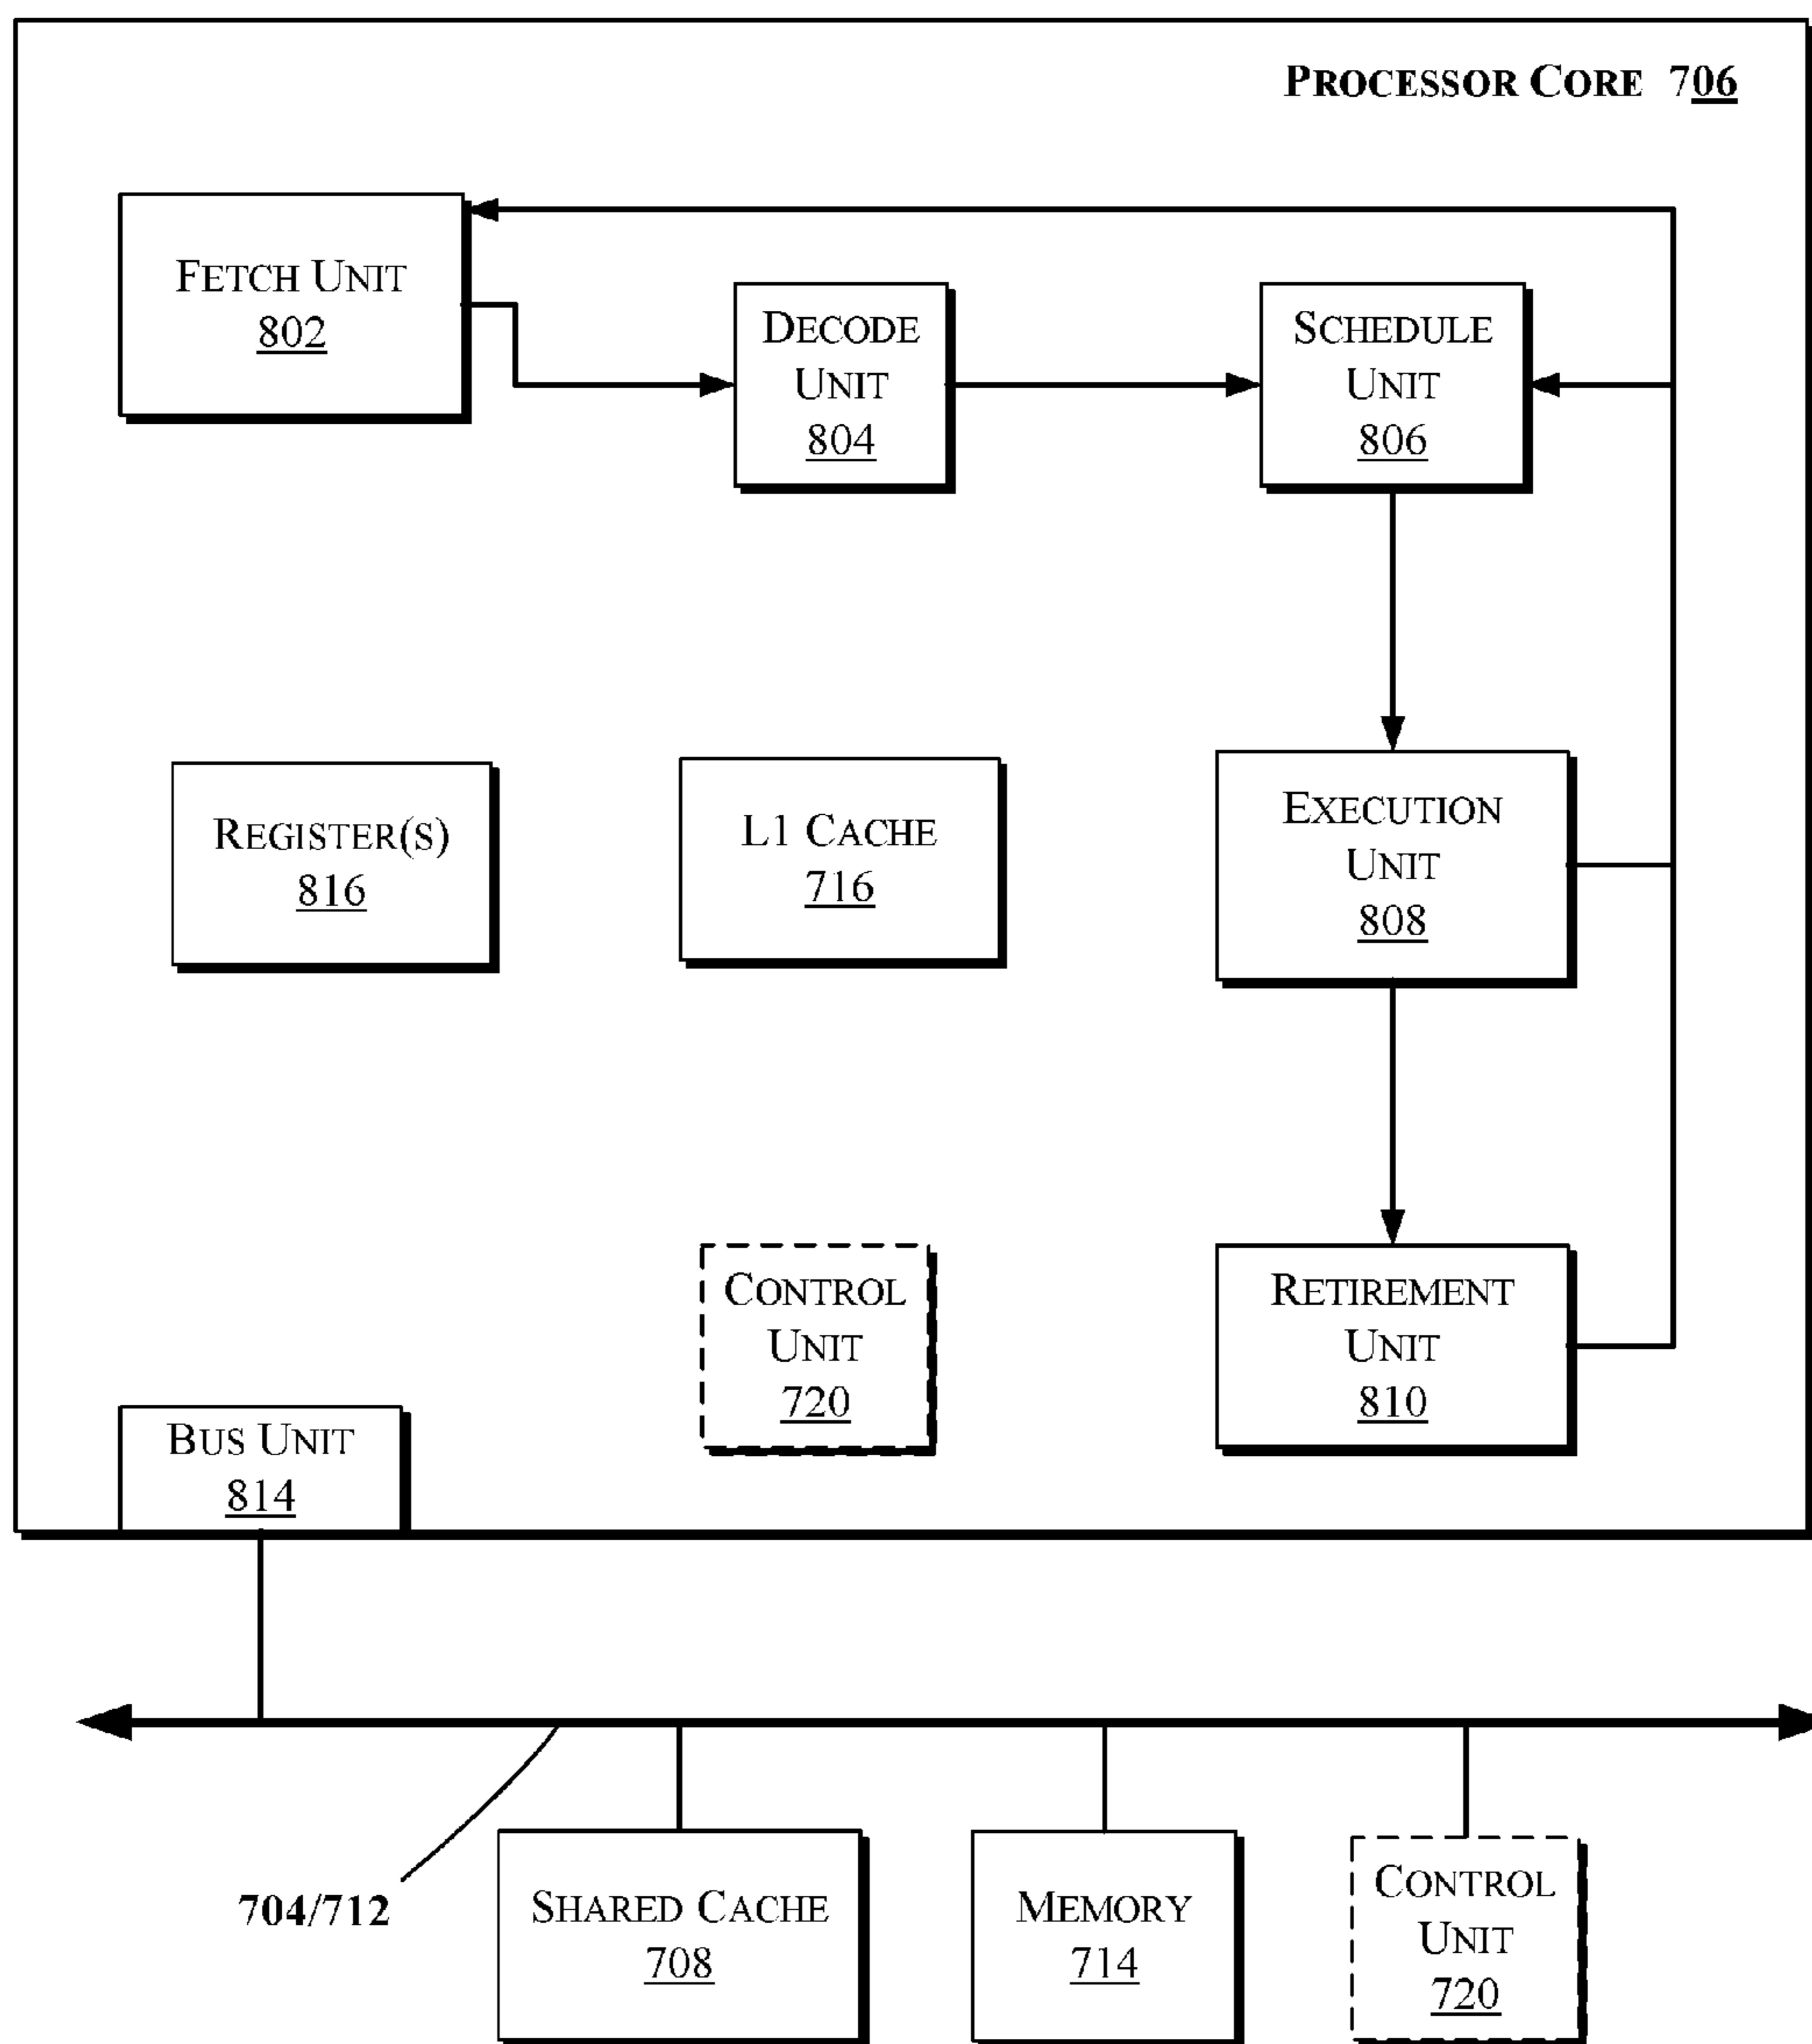 PROCESSOR CORE 706
FETCH UNIT
802
DECODE
UNIT
804
SCHEDULE
UNIT
806
REGISTER(S)
816
L1 CACHE
716
EXECUTION
UNIT
808
CONTROL
UNIT
720
RETIREMENT
UNIT
810
BUS UNIT
814
704/712
SHARED CACHE
708
MEMORY
714
CONTROL
UNIT
720